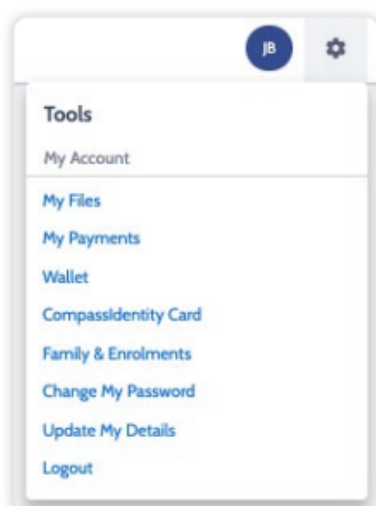 JB
Tools
My Account
My Files
My Payments
Wallet
CompassIdentity Card
Family & Enrolments
Change My Password
Update My Details
Logout